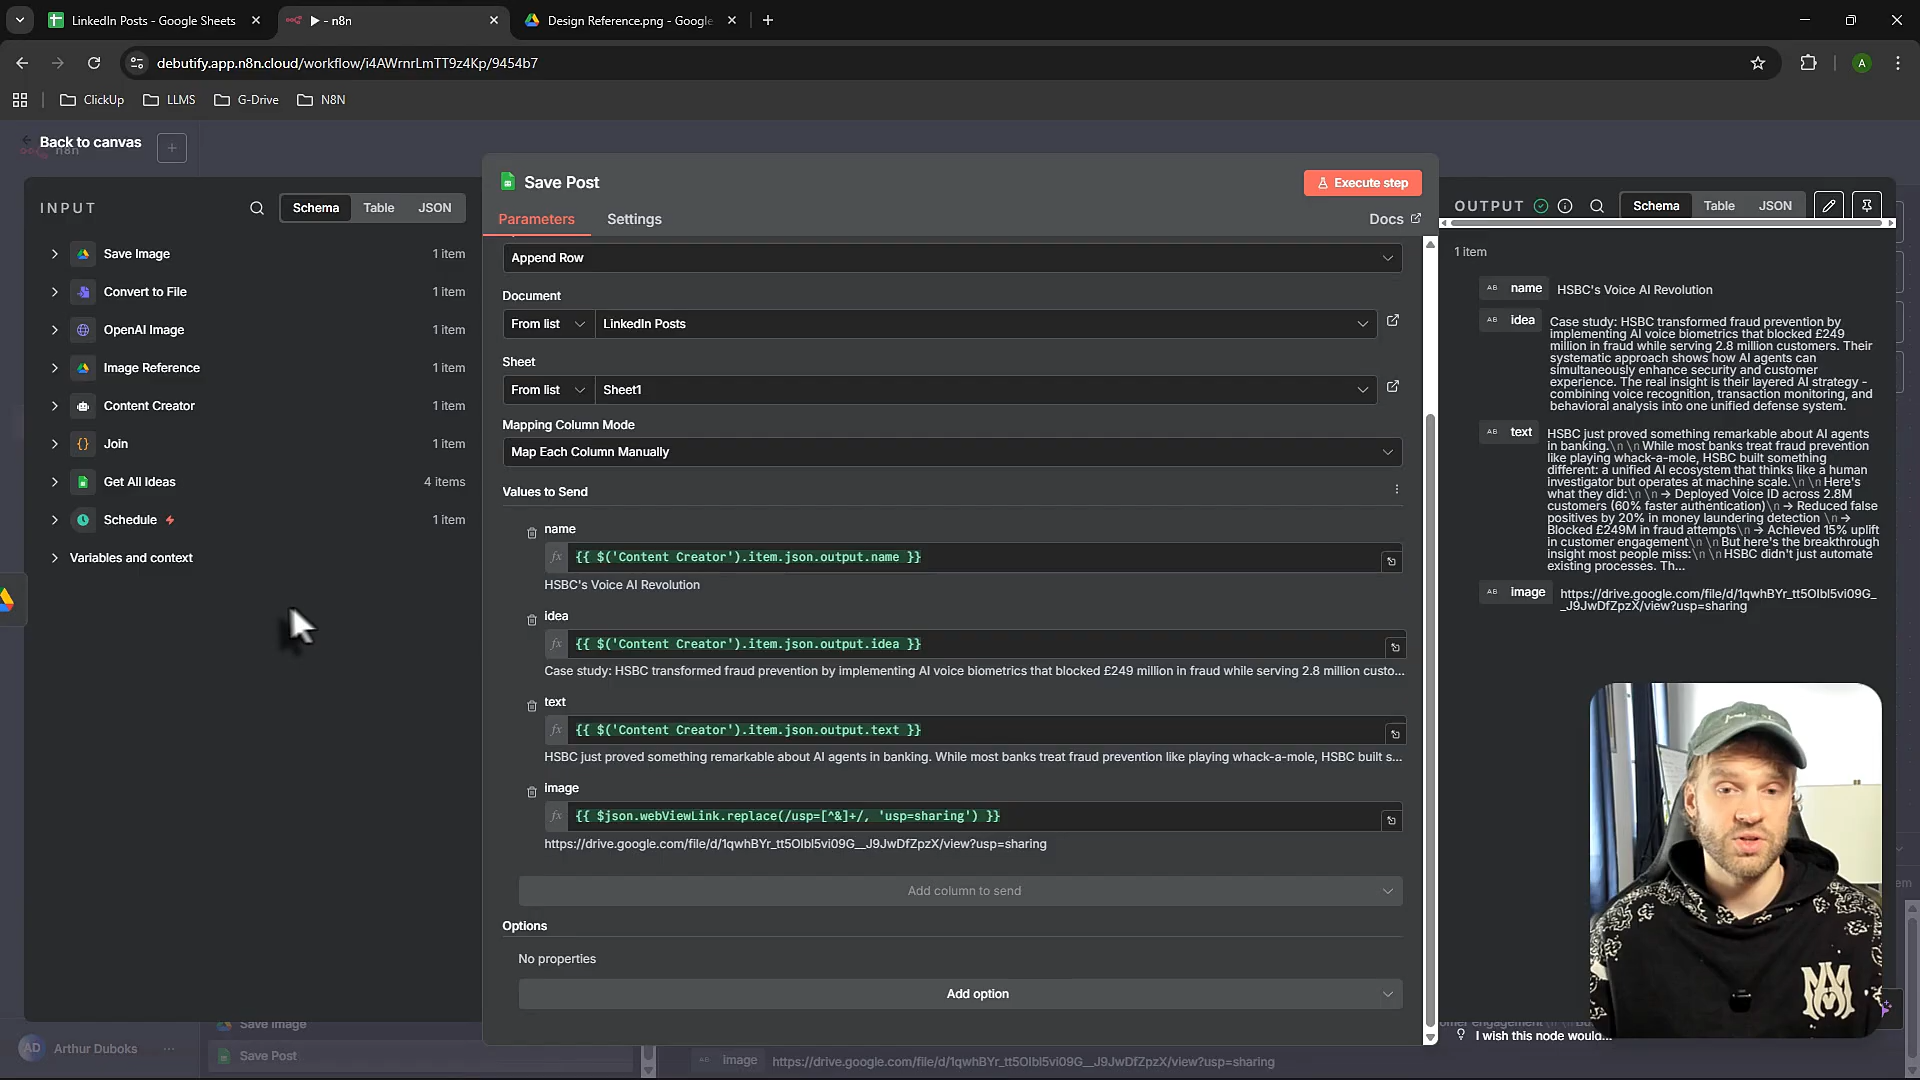 LinkedIn Posts - Google Sheets
▶ - n8n
Design Reference.png - Google
debutify.app.n8n.cloud/workflow/i4AWrnrLmTT9z4Kp/9454b7
A
ClickUp
LLMS
G-Drive
N8N
Back to canvas
n8n
INPUT
Schema
Table
JSON
Save Image
1 item
Convert to File
1 item
OpenAI Image
1 item
Image Reference
1 item
Content Creator
1 item
Join
1 item
Get All Ideas
4 items
Schedule
1 item
Variables and context
Save Post
Execute step
Parameters
Settings
Docs
Append Row
Document
From list
LinkedIn Posts
Sheet
From list
Sheet1
Mapping Column Mode
Map Each Column Manually
Values to Send
name
fx {{ $('Content Creator').item.json.output.name }}
HSBC's Voice AI Revolution
idea
fx {{ $('Content Creator').item.json.output.idea }}
Case study: HSBC transformed fraud prevention by implementing AI voice biometrics that blocked £249 million in fraud while serving 2.8 million custo...
text
fx {{ $('Content Creator').item.json.output.text }}
HSBC just proved something remarkable about AI agents in banking. While most banks treat fraud prevention like playing whack-a-mole, HSBC built s...
image
fx {{ $json.webViewLink.replace(/usp=[^&]+/, 'usp=sharing') }}
https://drive.google.com/file/d/1qwhBYr_tt5OIbl5vi09G__J9JwDfZpzX/view?usp=sharing
Add column to send
Options
No properties
Add option
OUTPUT
Schema
Table
JSON
1 item
AB name HSBC's Voice AI Revolution
AB idea Case study: HSBC transformed fraud prevention by
implementing AI voice biometrics that blocked £249
million in fraud while serving 2.8 million customers. Their
systematic approach shows how AI agents can
simultaneously enhance security and customer
experience. The real insight is their layered AI strategy -
combining voice recognition, transaction monitoring, and
behavioral analysis into one unified defense system.
AB text HSBC just proved something remarkable about AI agents
in banking.\n \n While most banks treat fraud prevention
like playing whack-a-mole, HSBC built something
different: a unified AI ecosystem that thinks like a human
investigator but operates at machine scale.\n \n Here's
what they did:\n \n → Deployed Voice ID across 2.8M
customers (60% faster authentication)\n → Reduced false
positives by 20% in money laundering detection \n →
Blocked £249M in fraud attempts\n → Achieved 15% uplift
in customer engagement\n \n But here's the breakthrough
insight most people miss:\n \n HSBC didn't just automate
existing processes. Th...
AB image https://drive.google.com/file/d/1qwhBYr_tt5OIbl5vi09G_
_J9JwDfZpzX/view?usp=sharing
I wish this node would...
AD
Arthur Duboks
Save Image
Save Post
AB image https://drive.google.com/file/d/1qwhBYr_tt5OIbl5vi09G__J9JwDfZpzX/view?usp=sharing